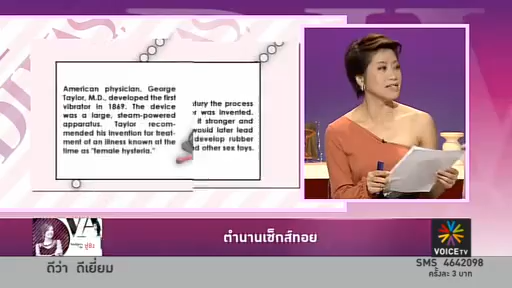 American physician, George
Taylor, M.D., developed the first
vibrator in 1869. The device
was a large, steam-powered
apparatus. Taylor recom-
mended his invention for treat-
ment of an illness known at the
time as "female hysteria."
the process
was invented.
it stronger and
would later lead
develop rubber
other sex toys.
ตำนานเซ็กส์ทอย
VOICE TV
ดีว่า ดีเยี่ยม
SMS 4642098
ครั้งละ 3 บาท